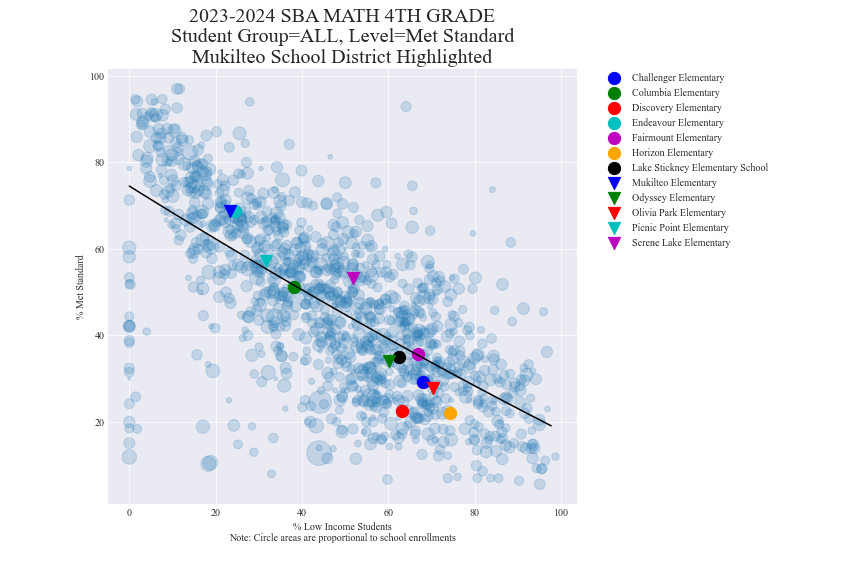 2023-2024 SBA MATH 4TH GRADE
Student Group=ALL, Level=Met Standard
Mukilteo School District Highlighted
100
80
60
40
20
% Met Standard
0
20
40
60
80
100
% Low Income Students
Note: Circle areas are proportional to school enrollments
Challenger Elementary
Columbia Elementary
Discovery Elementary
Endeavour Elementary
Fairmount Elementary
Horizon Elementary
Lake Stickney Elementary School
Mukilteo Elementary
Odyssey Elementary
Olivia Park Elementary
Picnic Point Elementary
Serene Lake Elementary